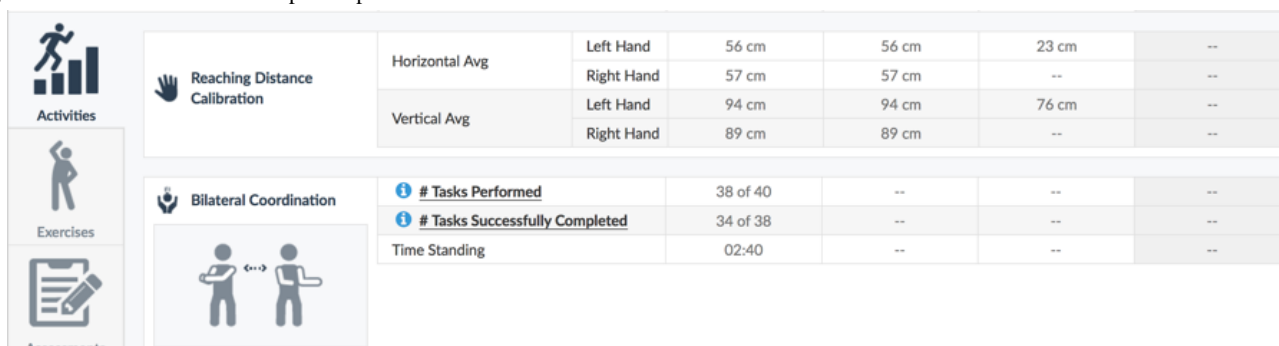 Activities
Exercises
Reaching Distance
Calibration
Horizontal Avg
Left Hand 56 cm 56 cm 23 cm --
Right Hand 57 cm 57 cm -- --
Vertical Avg
Left Hand 94 cm 94 cm 76 cm --
Right Hand 89 cm 89 cm -- --
Bilateral Coordination
# Tasks Performed 38 of 40 -- -- --
# Tasks Successfully Completed 34 of 38 -- -- --
Time Standing 02:40 -- -- --